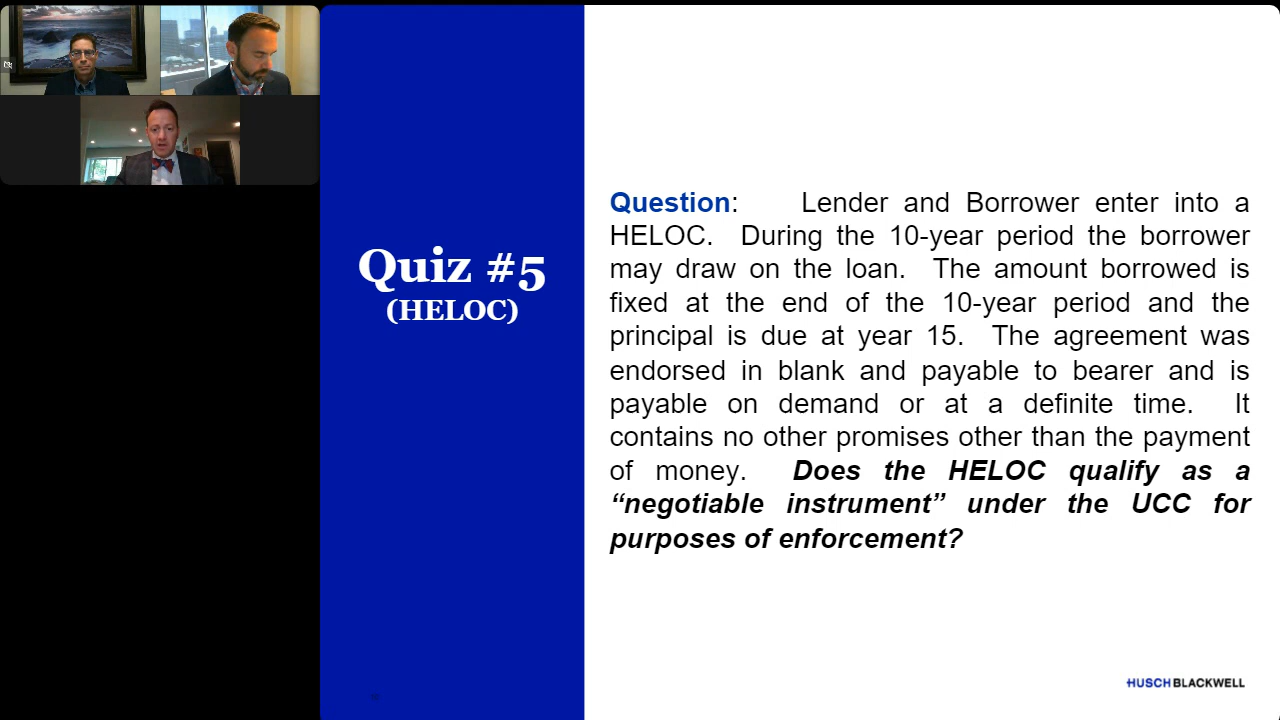 Quiz #5
(HELOC)
Question: Lender and Borrower enter into a
HELOC. During the 10-year period the borrower
may draw on the loan. The amount borrowed is
fixed at the end of the 10-year period and the
principal is due at year 15. The agreement was
endorsed in blank and payable to bearer and is
payable on demand or at a definite time. It
contains no other promises other than the payment
of money. Does the HELOC qualify as a
“negotiable instrument” under the UCC for
purposes of enforcement?
HUSCH BLACKWELL